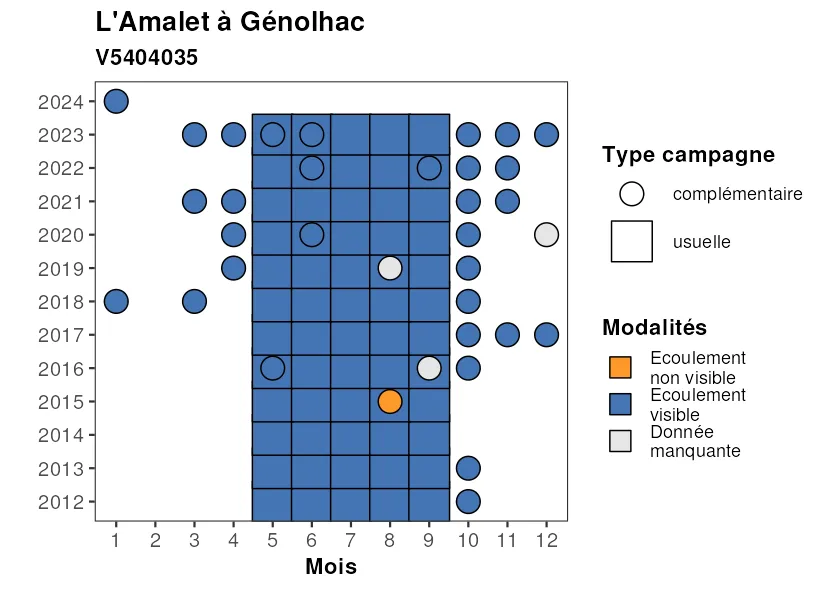 L'Amalet à Génolhac
V5404035
2024
2023
2022
2021
2020
2019
2018
2017
2016
2015
2014
2013
2012
1 2 3 4 5 6 7 8 9 10 11 12
Mois
Type campagne
complémentaire
usuelle
Modalités
Ecoulement
non visible
Ecoulement
visible
Donnée
manquante